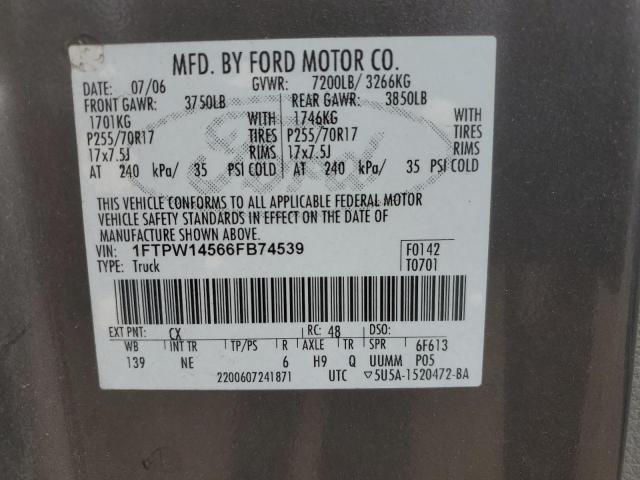 MFD. BY FORD MOTOR CO.
DATE: 07/06 GVWR: 7200LB/ 3266KG
FRONT GAWR: 3750LB REAR GAWR: 3850LB
1701KG WITH 1746KG WITH
P255/70R17 TIRES P255/70R17 TIRES
17x7.5J RIMS 17x7.5J RIMS
AT 240 kPa/ 35 PSI COLD AT 240 kPa/ 35 PSI COLD
Ford
THIS VEHICLE CONFORMS TO ALL APPLICABLE FEDERAL MOTOR
VEHICLE SAFETY STANDARDS IN EFFECT ON THE DATE OF
MANUFACTURE SHOWN ABOVE.
VIN: 1FTPW14566FB74539 F0142
TYPE: Truck T0701
EXT PNT: CX RC: 48 DSO:
WB INT TR TP/PS R AXLE TR SPR 6F613
139 NE 6 H9 Q UUMM P05
2200607241871 UTC ▽5U5A-1520472-BA